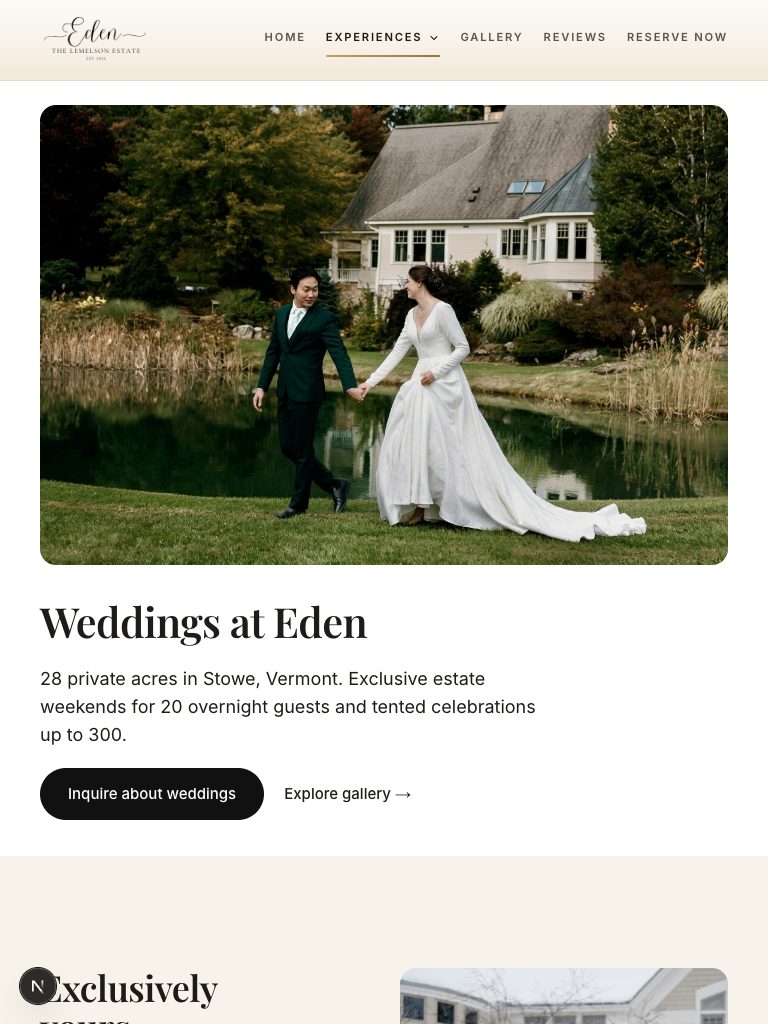 Eden
THE LEMELSON ESTATE
HOME EXPERIENCES GALLERY REVIEWS RESERVE NOW
Weddings at Eden
28 private acres in Stowe, Vermont. Exclusive estate
weekends for 20 overnight guests and tented celebrations
up to 300.
Inquire about weddings Explore gallery →
N
Exclusively
yours